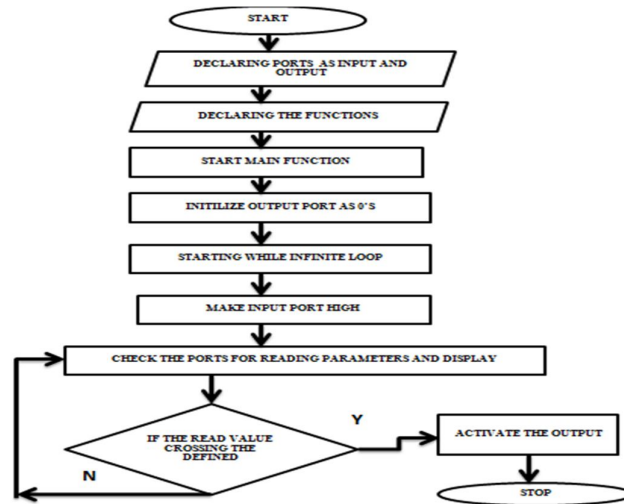 START
DECLARING PORTS AS INPUT AND
OUTPUT
DECLARING THE FUNCTIONS
START MAIN FUNCTION
INITILIZE OUTPUT PORT AS 0'S
STARTING WHILE INFINITE LOOP
MAKE INPUT PORT HIGH
CHECK THE PORTS FOR READING PARAMETERS AND DISPLAY
IF THE READ VALUE
CROSSING THE
DEFINED
Y
N
ACTIVATE THE OUTPUT
STOP